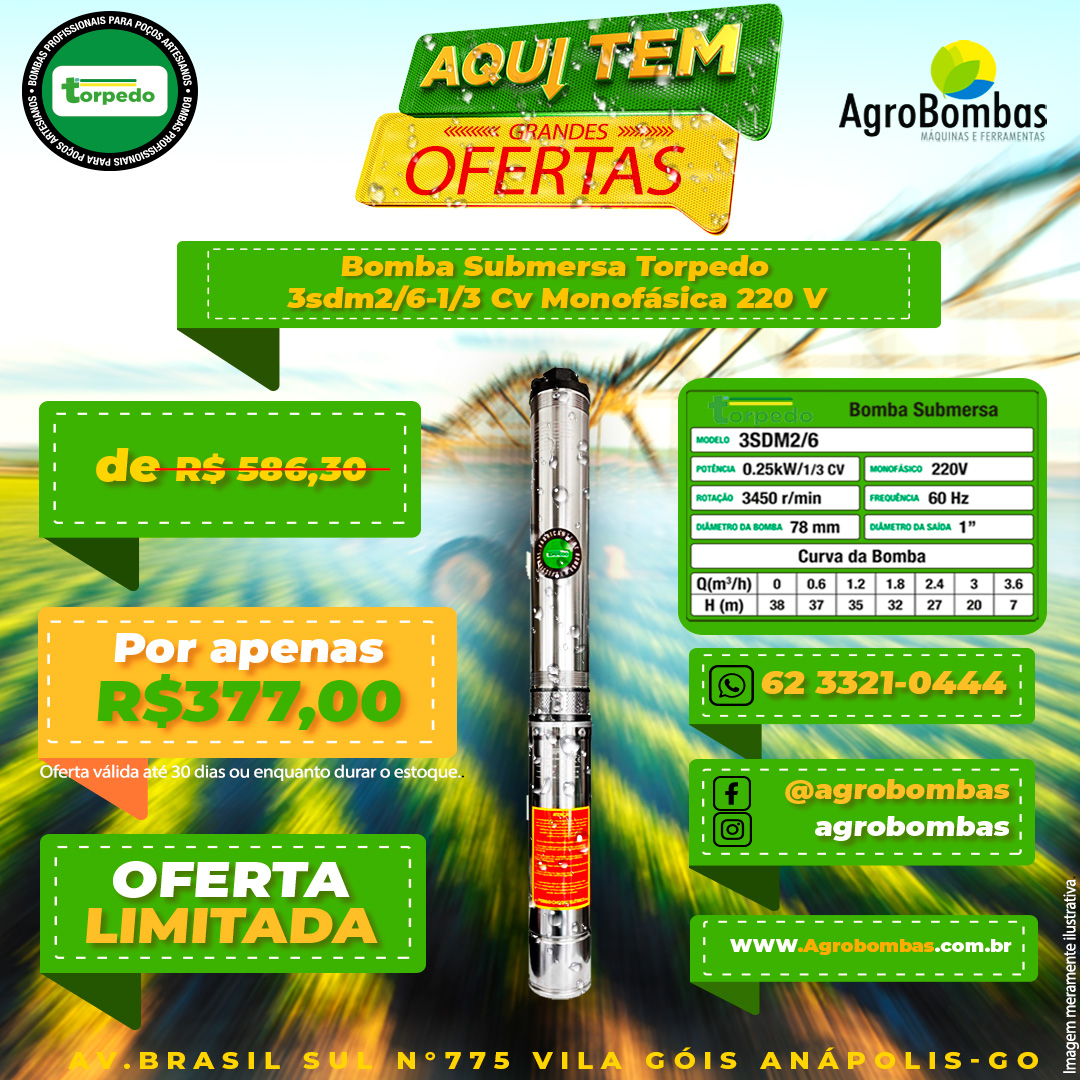 • BOMBAS PROFISSIONAIS PARA POÇOS ARTESIANOS • BOMBAS PROFISSIONAIS PARA POÇOS ARTESIANOS
torpedo
AQUI TEM
GRANDES
OFERTAS
AgroBombas
MÁQUINAS E FERRAMENTAS
Bomba Submersa Torpedo
3sdm2/6-1/3 Cv Monofásica 220 V
de R$ 586,30
Por apenas
R$377,00
Oferta válida até 30 dias ou enquanto durar o estoque..
OFERTA
LIMITADA
torpedo Bomba Submersa
MODELO 3SDM2/6
POTÊNCIA 0.25kW/1/3 CV MONOFÁSICO 220V
ROTAÇÃO 3450 r/min FREQUÊNCIA 60 Hz
DIÂMETRO DA BOMBA 78 mm DIÂMETRO DA SAÍDA 1”
Curva da Bomba
Q(m³/h) 0 0.6 1.2 1.8 2.4 3 3.6
H (m) 38 37 35 32 27 20 7
62 3321-0444
@agrobombas
agrobombas
www.Agrobombas.com.br
Imagem meramente ilustrativa
AV.BRASIL SUL N°775 VILA GÓIS ANÁPOLIS-GO